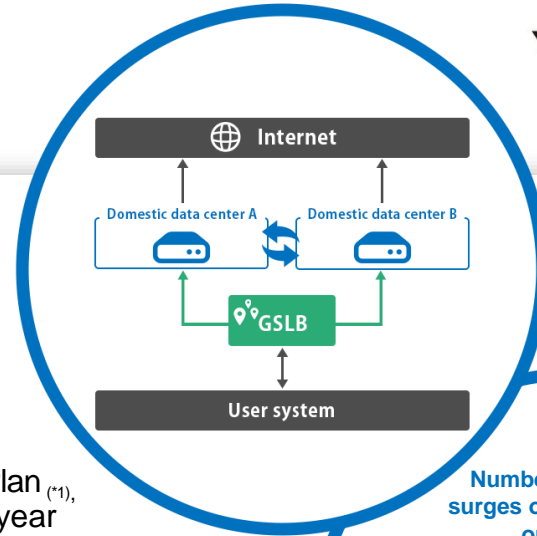 Internet
Domestic data center A
Domestic data center B
GSLB
User system
lan (*1),
year
Numbe
surges o